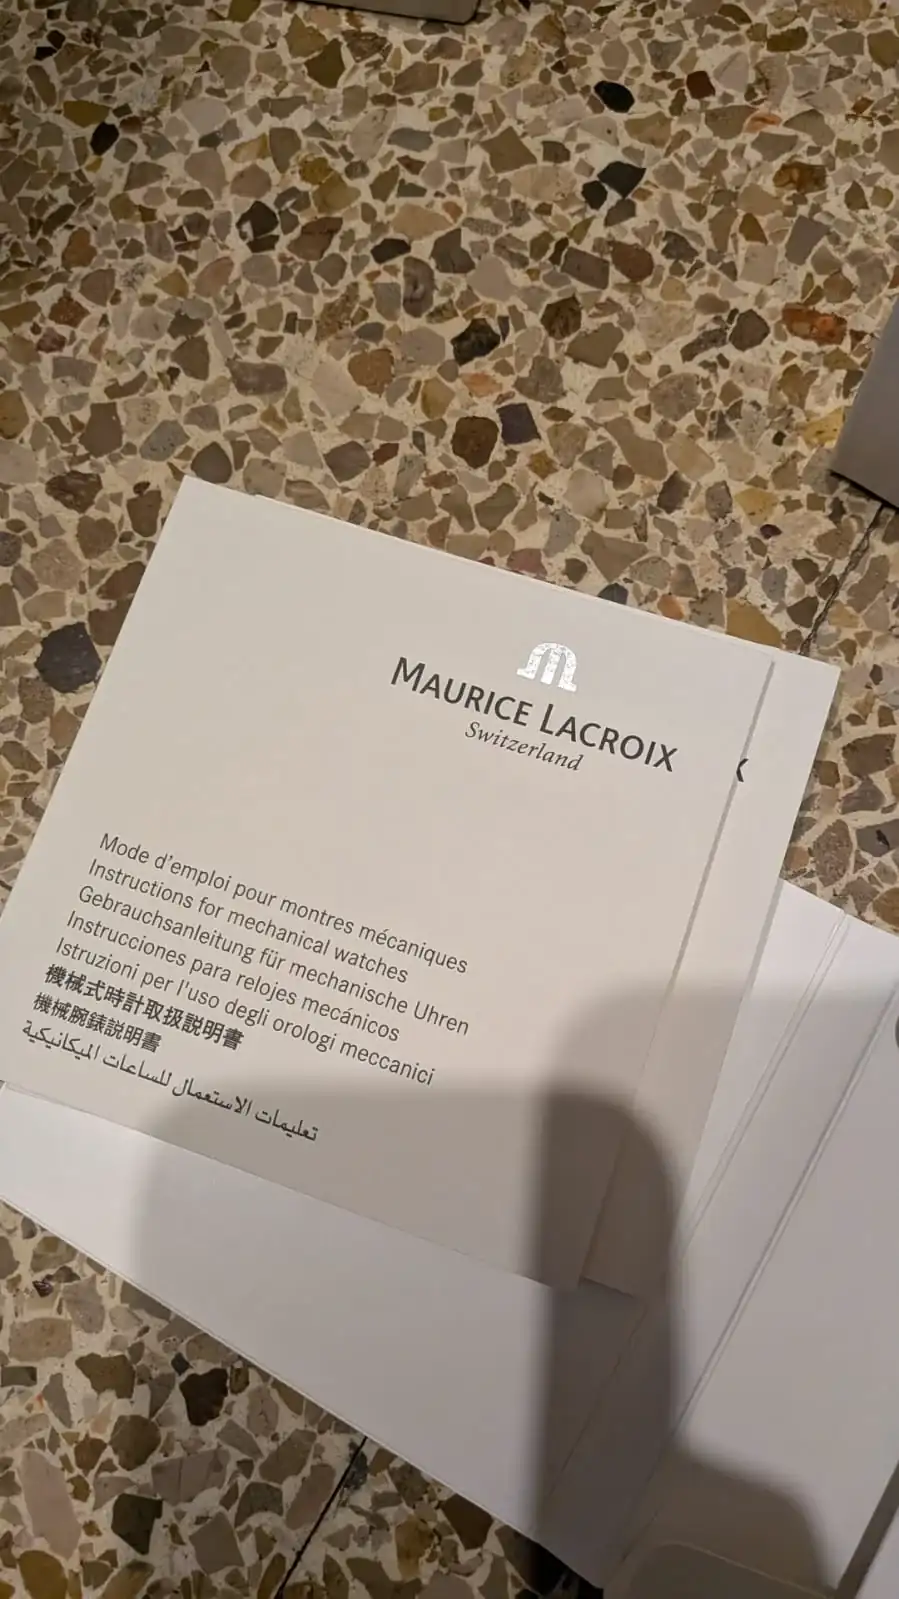 MAURICE LACROIX
Switzerland
X
Mode d'emploi pour montres mécaniques
Instructions for mechanical watches
Gebrauchsanleitung für mechanische Uhren
Instrucciones para relojes mecánicos
Istruzioni per l'uso degli orologi meccanici
機械式時計取扱説明書
機械腕錶説明書
تعليمات الاستعمال للساعات الميكانيكية